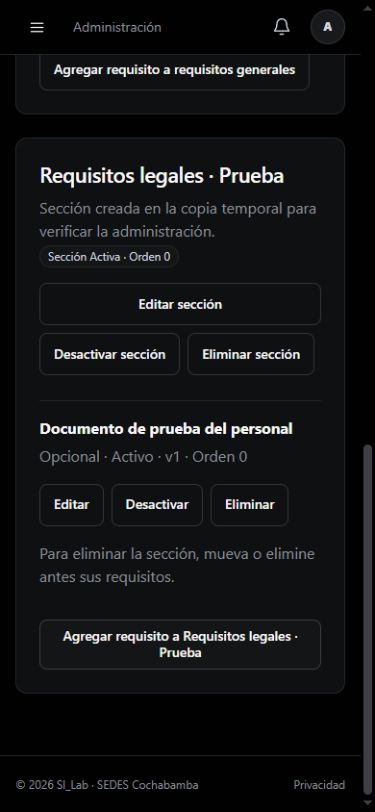 Administración
A
Agregar requisito a requisitos generales
Requisitos legales · Prueba
Sección creada en la copia temporal para
verificar la administración.
Sección Activa · Orden 0
Editar sección
Desactivar sección
Eliminar sección
Documento de prueba del personal
Opcional · Activo · v1 · Orden 0
Editar
Desactivar
Eliminar
Para eliminar la sección, mueva o elimine
antes sus requisitos.
Agregar requisito a Requisitos legales ·
Prueba
© 2026 SI_Lab · SEDES Cochabamba
Privacidad